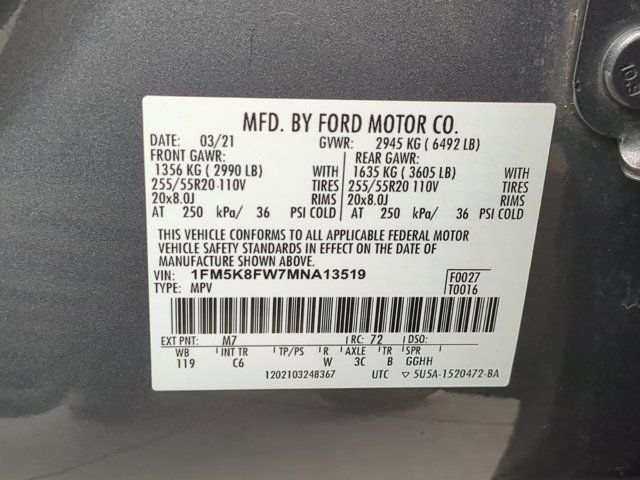 MFD. BY FORD MOTOR CO.
DATE: 03/21 GVWR: 2945 KG ( 6492 LB)
FRONT GAWR: REAR GAWR:
1356 KG ( 2990 LB) WITH 1635 KG ( 3605 LB) WITH
255/55R20 110V TIRES 255/55R20 110V TIRES
20x8.0J RIMS 20x8.0J RIMS
AT 250 kPa/ 36 PSI COLD AT 250 kPa/ 36 PSI COLD
THIS VEHICLE CONFORMS TO ALL APPLICABLE FEDERAL MOTOR
VEHICLE SAFETY STANDARDS IN EFFECT ON THE DATE OF
MANUFACTURE SHOWN ABOVE.
VIN: 1FM5K8FW7MNA13519 F0027
TYPE: MPV T0016
EXT PNT: M7 RC: 72 DSO:
WB INT TR TP/PS R AXLE TR SPR
119 C6 W 3C B GGHH
1202103248367 UTC ▽ 5U5A-1520472-BA